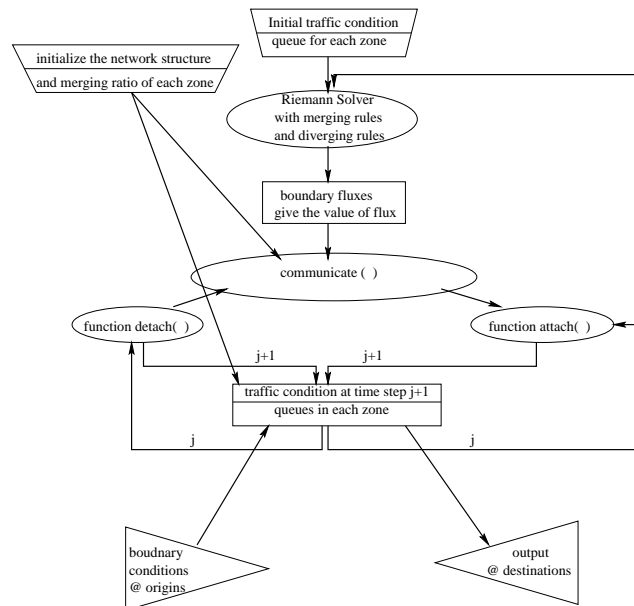 Initial traffic condition
queue for each zone
initialize the network structure
and merging ratio of each zone
Riemann Solver
with merging rules
and diverging rules
boundary fluxes
give the value of flux
communicate ( )
function detach( )
function attach( )
j+1
j+1
traffic condition at time step j+1
queues in each zone
j
j
boudnary
conditions
@ origins
output
@ destinations